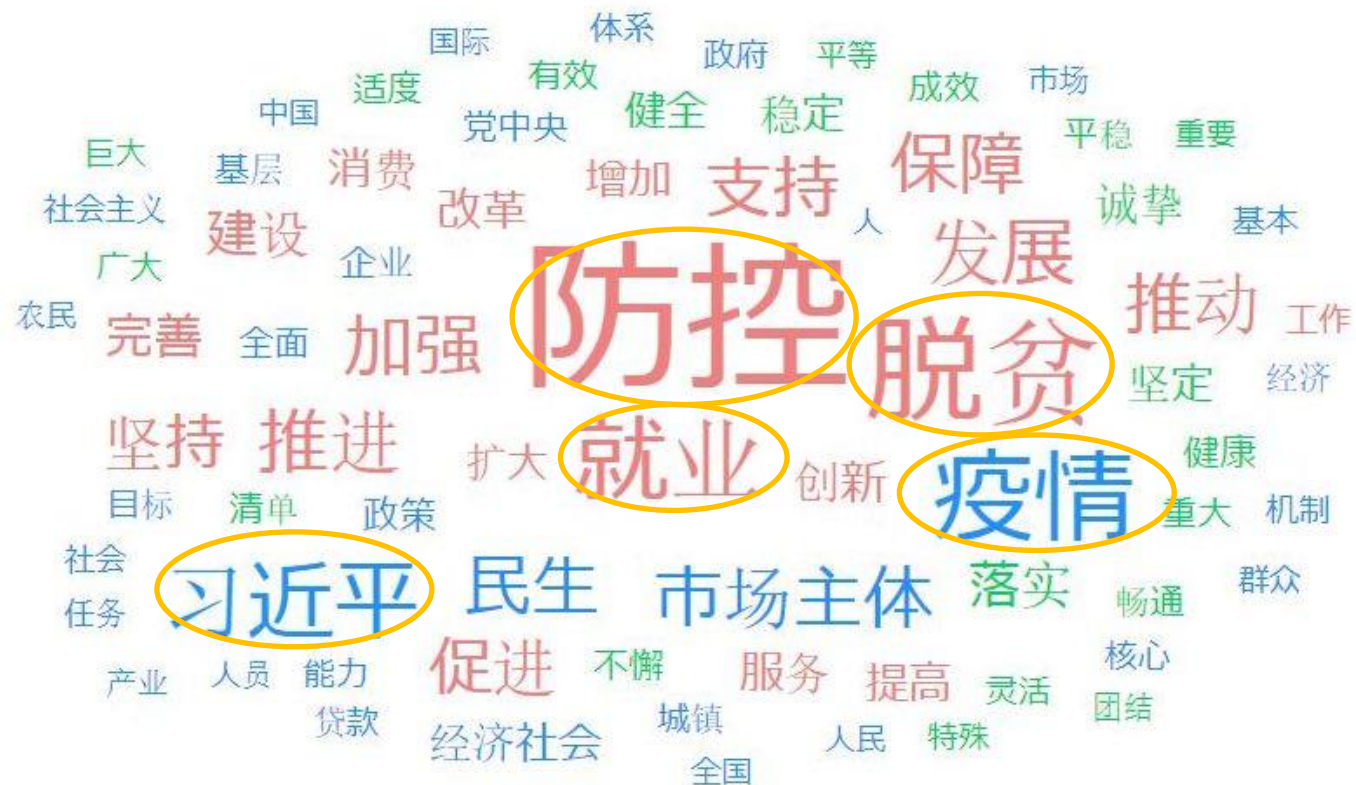 国际 体系 政府 平等
适度 有效 成效 市场
中国 党中央 健全 稳定 平稳 重要
巨大 基层 消费 增加 支持 保障
社会主义 建设 改革 人 诚挚 基本
广大 企业 发展
农民 完善 全面 加强 防控 脱贫 推动 工作
坚定 经济
坚持 推进 扩大 就业 创新 疫情 健康
目标 清单 政策 重大 机制
社会 习近平 民生 市场主体 落实 群众
任务 畅通
产业 人员 能力 促进 不懈 服务 提高 灵活 核心
贷款 经济社会 城镇 人民 特殊 团结
全国